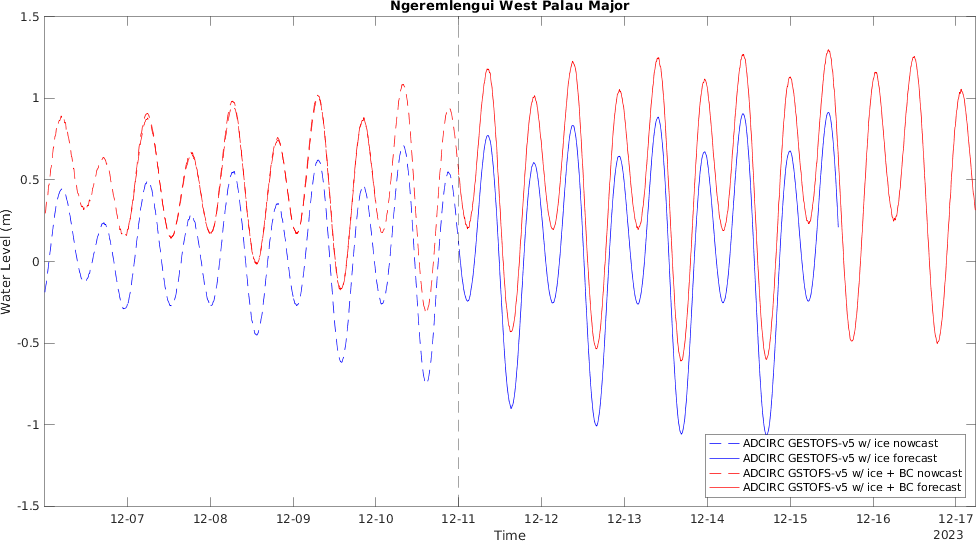 Ngeremlengui West Palau Major
1.5
1
0.5
0
-0.5
-1
-1.5
Water Level (m)
ADCIRC GESTOFS-v5 w/ ice nowcast
ADCIRC GESTOFS-v5 w/ ice forecast
ADCIRC GSTOFS-v5 w/ ice + BC nowcast
ADCIRC GSTOFS-v5 w/ ice + BC forecast
12-07 12-08 12-09 12-10 12-11 12-12 12-13 12-14 12-15 12-16 12-17
Time
2023